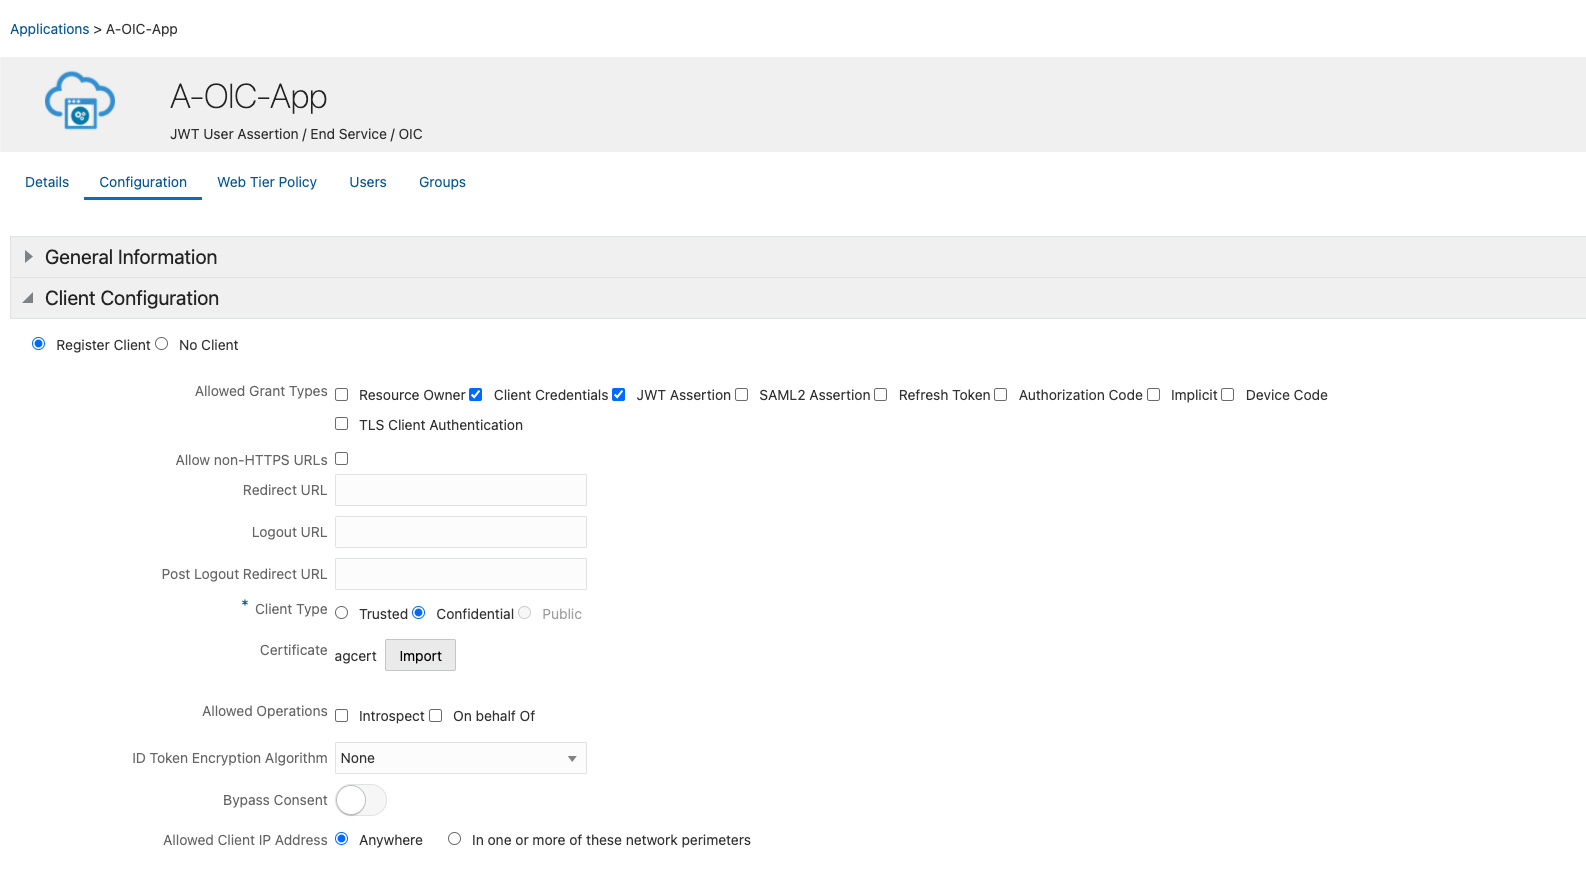 Applications > A-OIC-App
A-OIC-App
JWT User Assertion / End Service / OIC
Details Configuration Web Tier Policy Users Groups
General Information
Client Configuration
Register Client No Client
Allowed Grant Types Resource Owner Client Credentials JWT Assertion SAML2 Assertion Refresh Token Authorization Code Implicit Device Code
TLS Client Authentication
Allow non-HTTPS URLs
Redirect URL
Logout URL
Post Logout Redirect URL
* Client Type Trusted Confidential Public
Certificate agcert Import
Allowed Operations Introspect On behalf Of
ID Token Encryption Algorithm None
Bypass Consent
Allowed Client IP Address Anywhere In one or more of these network perimeters